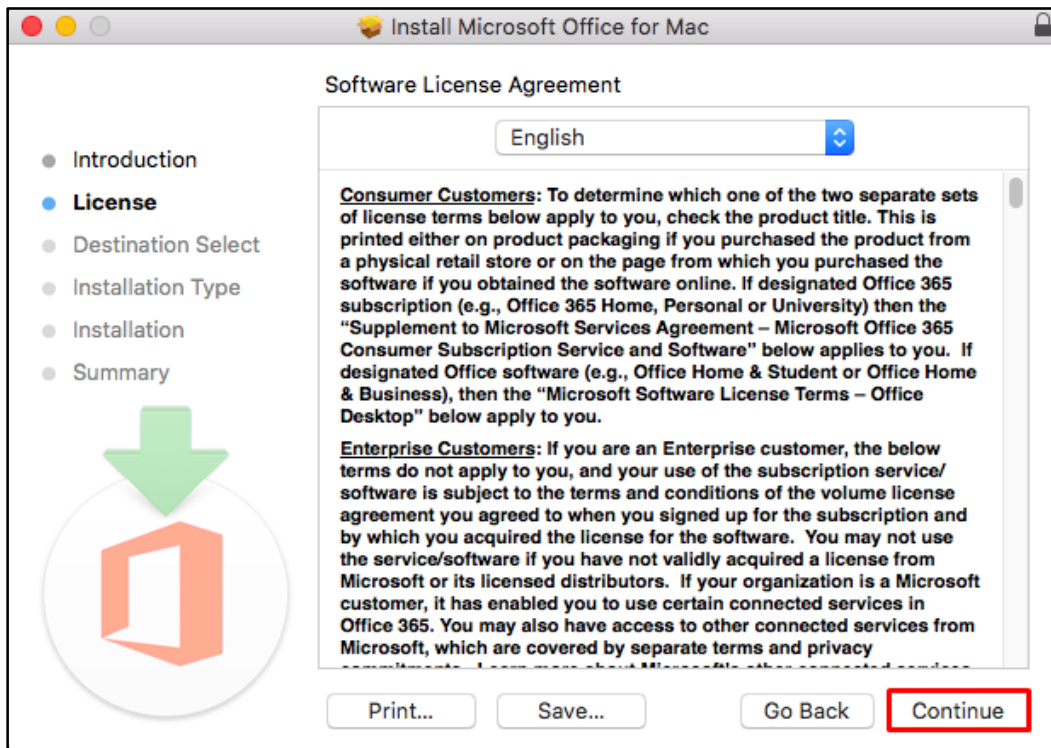 Install Microsoft Office for Mac
Software License Agreement
English
Introduction
License
Destination Select
Installation Type
Installation
Summary
Consumer Customers: To determine which one of the two separate sets
of license terms below apply to you, check the product title. This is
printed either on product packaging if you purchased the product from
a physical retail store or on the page from which you purchased the
software if you obtained the software online. If designated Office 365
subscription (e.g., Office 365 Home, Personal or University) then the
“Supplement to Microsoft Services Agreement – Microsoft Office 365
Consumer Subscription Service and Software" below applies to you.  If
designated Office software (e.g., Office Home & Student or Office Home
& Business), then the “Microsoft Software License Terms – Office
Desktop" below apply to you.
Enterprise Customers: If you are an Enterprise customer, the below
terms do not apply to you, and your use of the subscription service/
software is subject to the terms and conditions of the volume license
agreement you agreed to when you signed up for the subscription and
by which you acquired the license for the software.  You may not use
the service/software if you have not validly acquired a license from
Microsoft or its licensed distributors.  If your organization is a Microsoft
customer, it has enabled you to use certain connected services in
Office 365. You may also have access to other connected services from
Microsoft, which are covered by separate terms and privacy
commitments.  Learn more about Microsoft's other connected services
Print...
Save...
Go Back
Continue